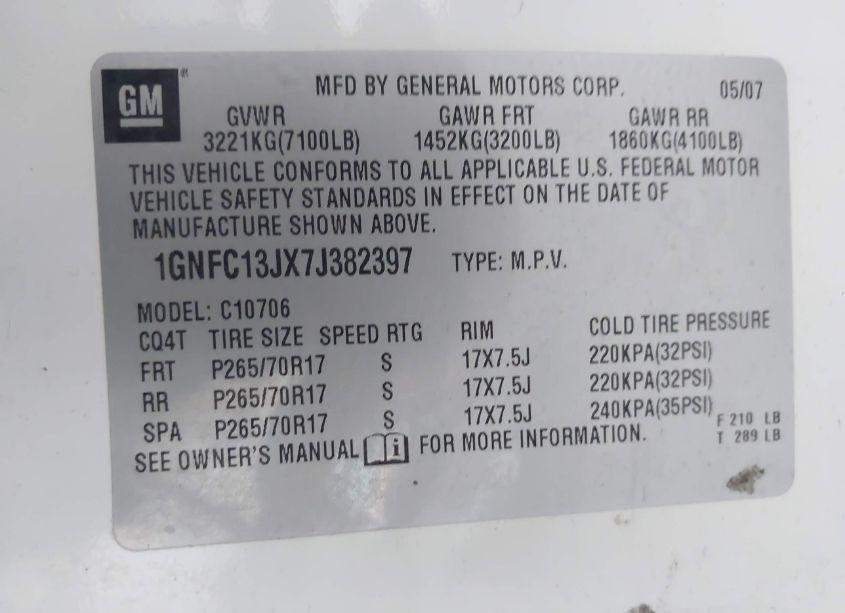 GM ® MFD BY GENERAL MOTORS CORP. 05/07
GVWR GAWR FRT GAWR RR
3221KG(7100LB) 1452KG(3200LB) 1860KG(4100LB)
THIS VEHICLE CONFORMS TO ALL APPLICABLE U.S. FEDERAL MOTOR
VEHICLE SAFETY STANDARDS IN EFFECT ON THE DATE OF
MANUFACTURE SHOWN ABOVE.
1GNFC13JX7J382397 TYPE: M.P.V.
MODEL: C10706
CQ4T TIRE SIZE SPEED RTG RIM COLD TIRE PRESSURE
FRT P265/70R17 S 17X7.5J 220KPA(32PSI)
RR P265/70R17 S 17X7.5J 220KPA(32PSI)
SPA P265/70R17 S 17X7.5J 240KPA(35PSI) F 210 LB
SEE OWNER'S MANUAL i FOR MORE INFORMATION. T 289 LB